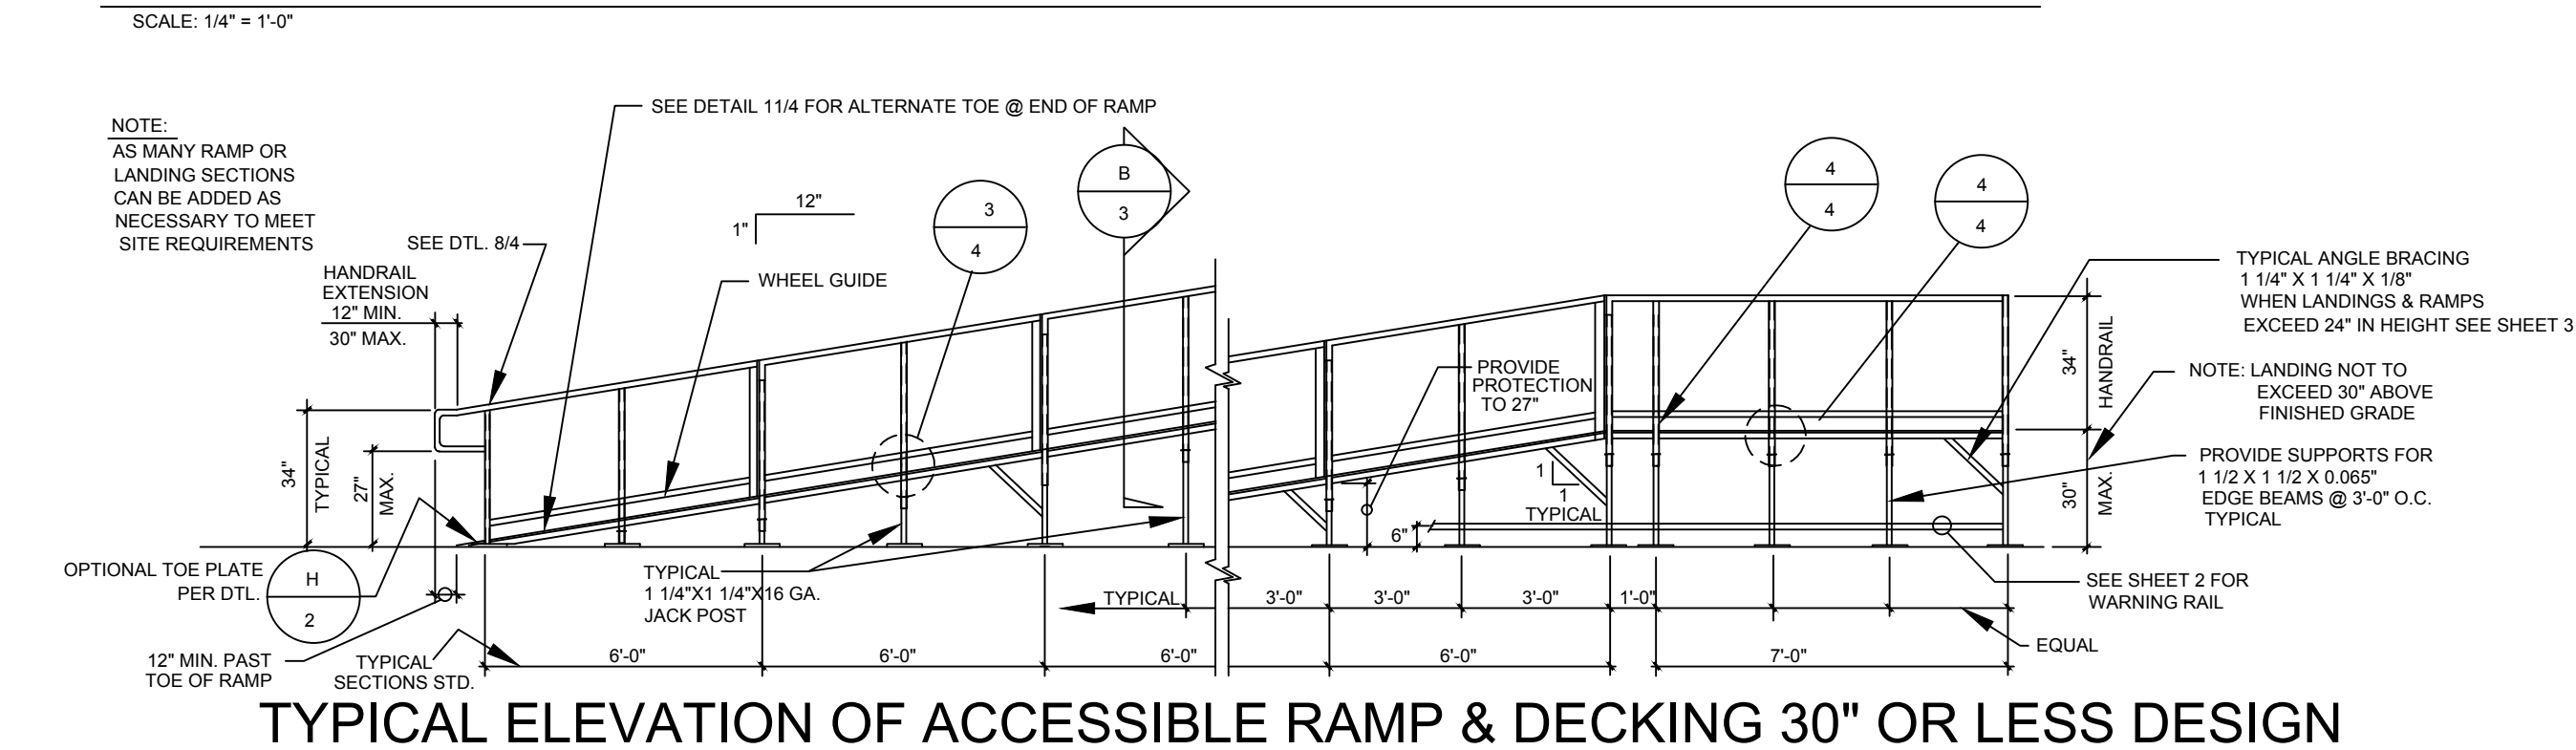 SCALE: 1/4" = 1'-0"
SEE DETAIL 11/4 FOR ALTERNATE TOE @ END OF RAMP
NOTE:
AS MANY RAMP OR
LANDING SECTIONS
CAN BE ADDED AS
NECESSARY TO MEET
SITE REQUIREMENTS
SEE DTL. 8/4
HANDRAIL
EXTENSION
12" MIN.
30" MAX.
12"
1"
WHEEL GUIDE
3
4
B
3
4
4
4
4
TYPICAL ANGLE BRACING
1 1/4" X 1 1/4" X 1/8"
WHEN LANDINGS & RAMPS
EXCEED 24" IN HEIGHT SEE SHEET 3
34"
HANDRAIL
NOTE: LANDING NOT TO
EXCEED 30" ABOVE
FINISHED GRADE
30"
MAX.
PROVIDE SUPPORTS FOR
1 1/2 X 1 1/2 X 0.065"
EDGE BEAMS @ 3'-0" O.C.
TYPICAL
PROVIDE
PROTECTION
TO 27"
1
1
TYPICAL
6"
34"
TYPICAL
27"
MAX.
OPTIONAL TOE PLATE
PER DTL.
H
2
TYPICAL
1 1/4"X1 1/4"X16 GA.
JACK POST
SEE SHEET 2 FOR
WARNING RAIL
TYPICAL
3'-0"
3'-0"
3'-0"
1'-0"
EQUAL
12" MIN. PAST
TOE OF RAMP
TYPICAL
SECTIONS STD.
6'-0"
6'-0"
6'-0"
6'-0"
7'-0"
TYPICAL ELEVATION OF ACCESSIBLE RAMP & DECKING 30" OR LESS DESIGN